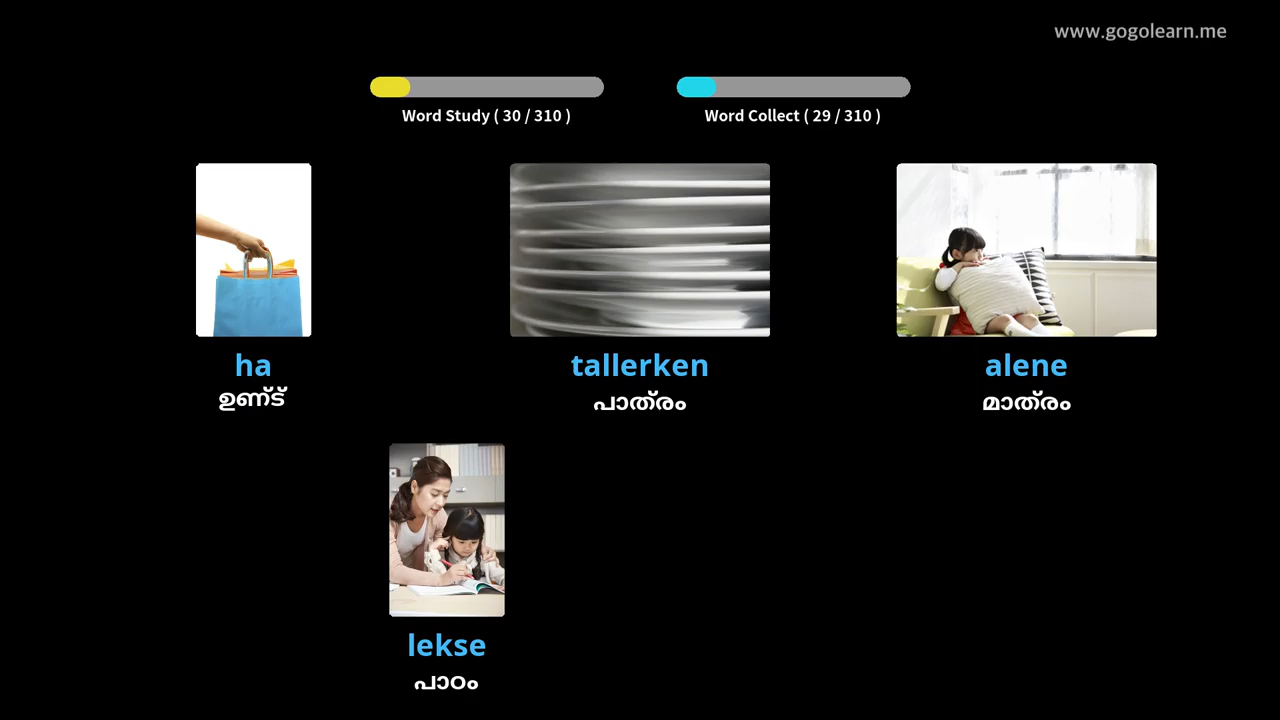 www.gogolearn.me
Word Study ( 30 / 310 )
Word Collect ( 29 / 310 )
ha
ഉണ്ട്
tallerken
പാത്രം
alene
മാത്രം
lekse
പാഠം